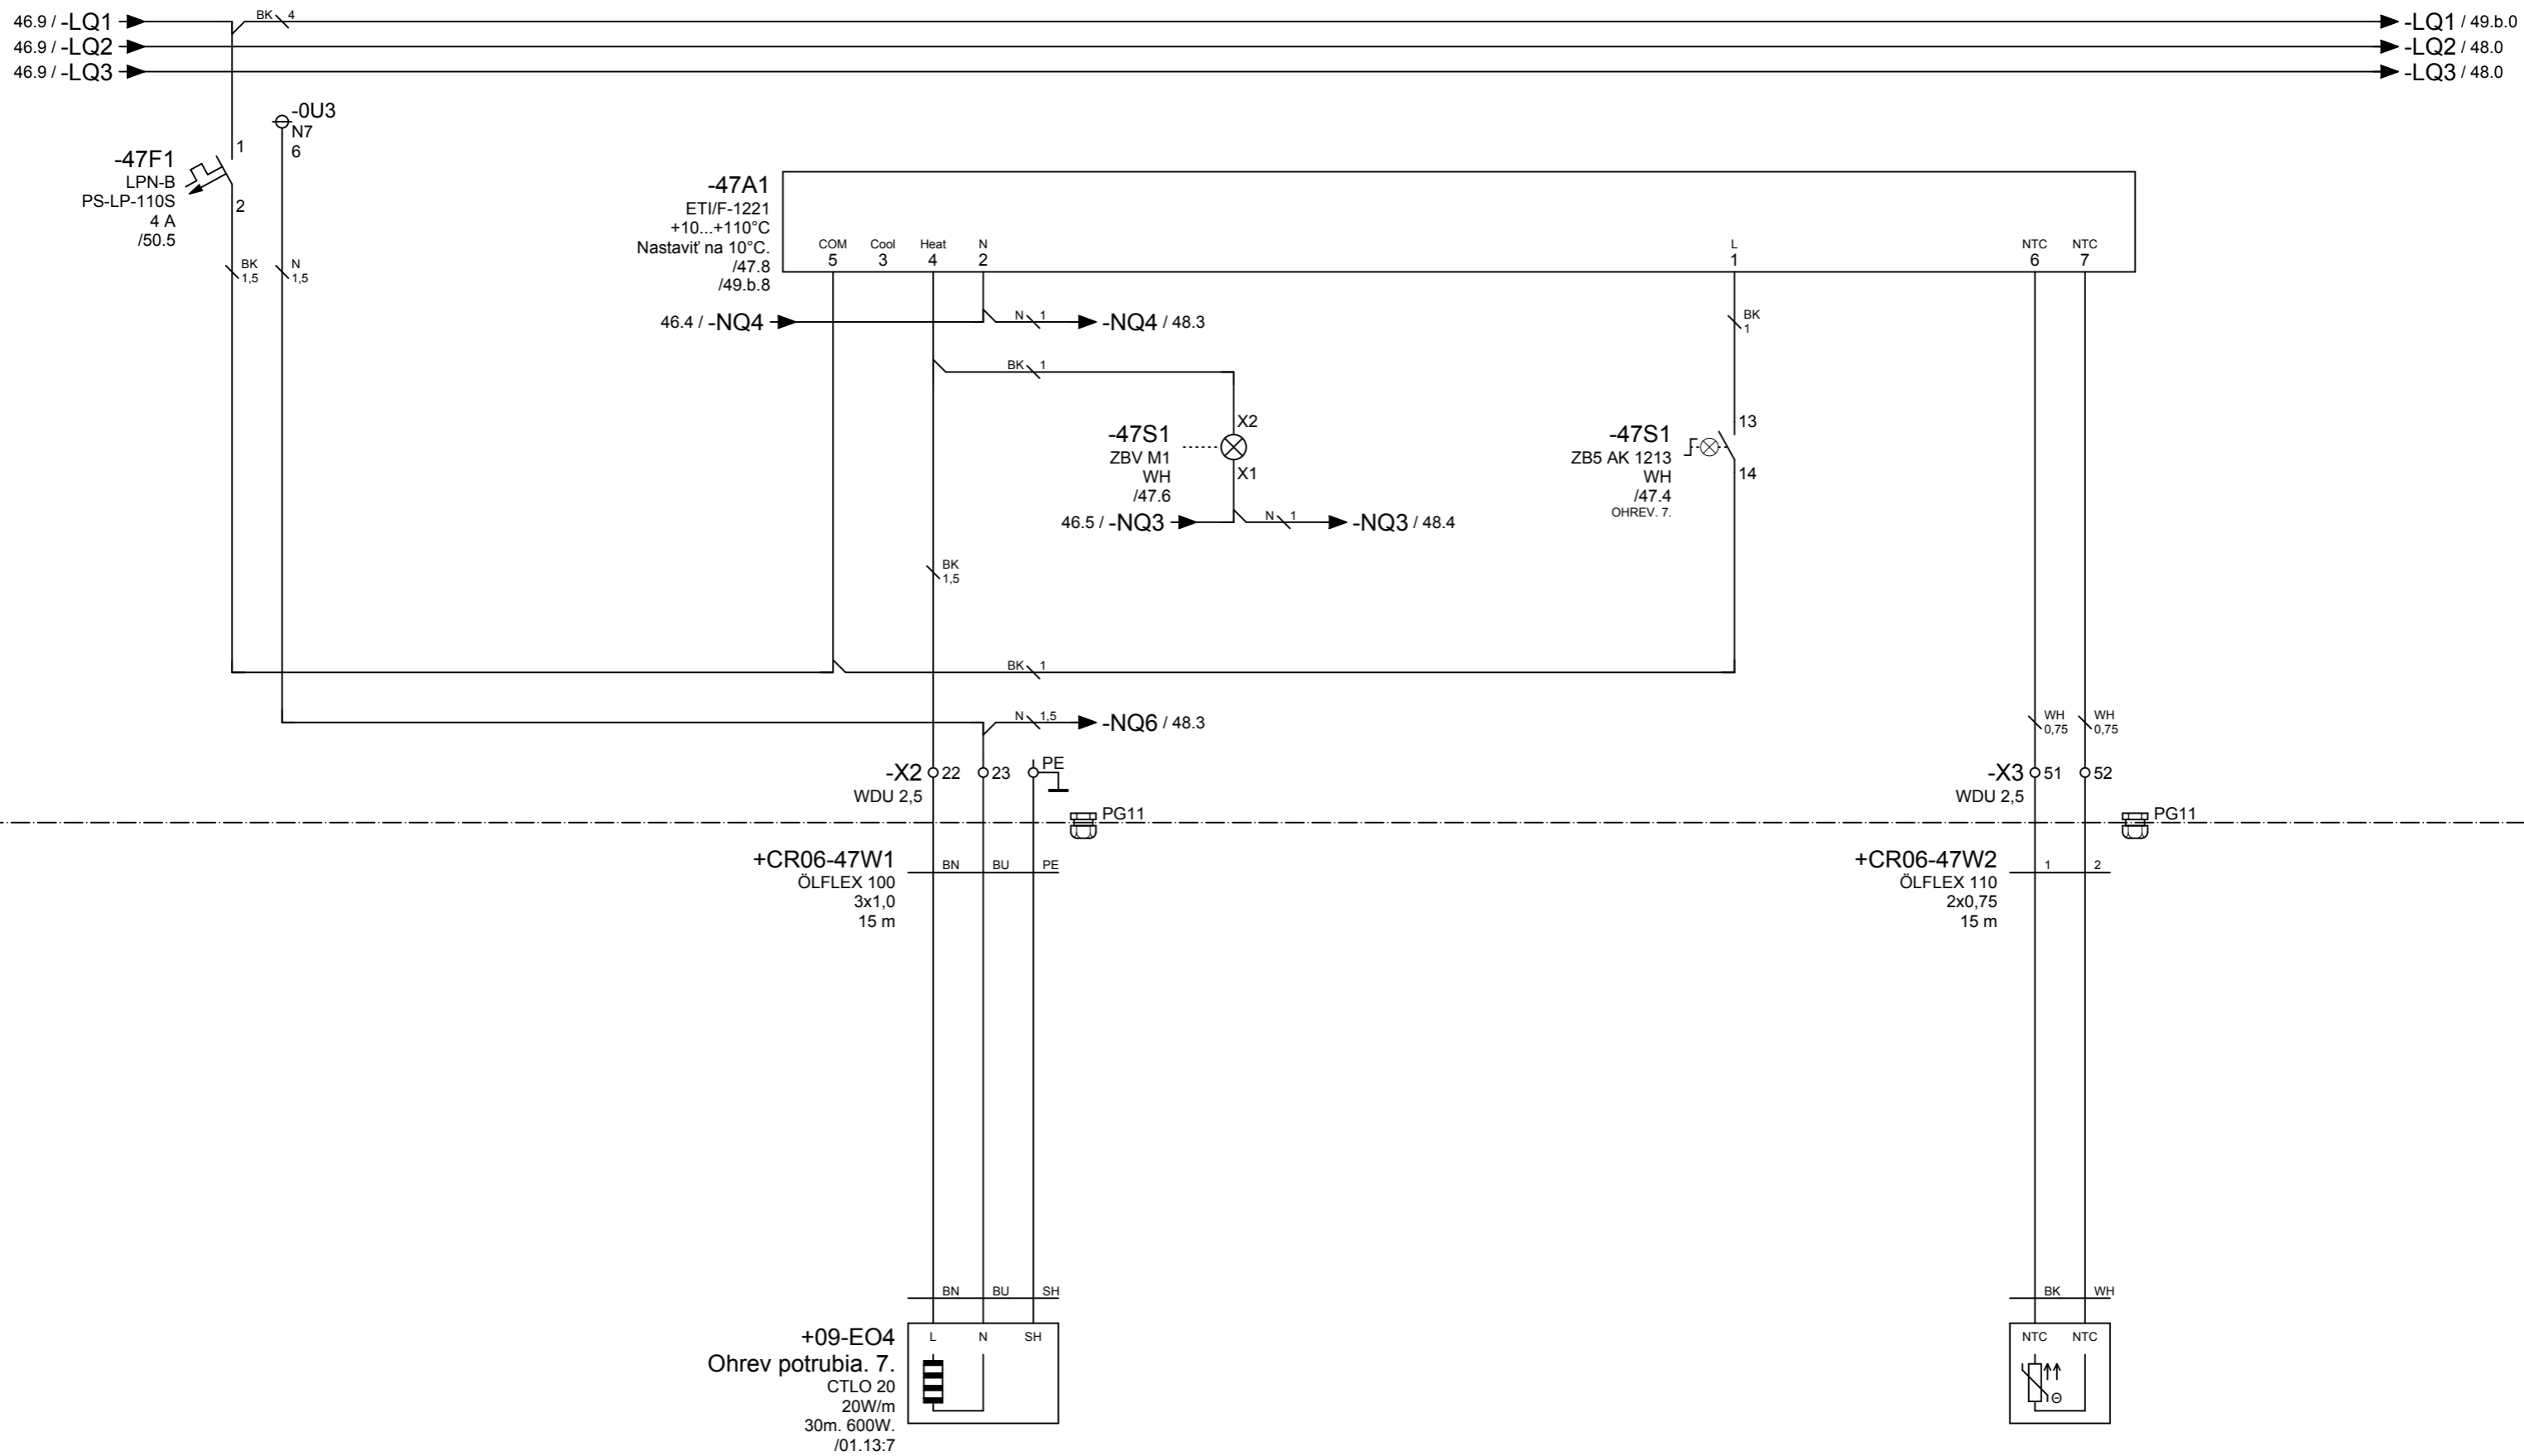 46.9 / -LQ1
BK 4
-LQ1 / 49.b.0
46.9 / -LQ2
-LQ2 / 48.0
46.9 / -LQ3
-LQ3 / 48.0
-0U3
N7
6
-47F1
LPN-B
PS-LP-110S
4 A
/50.5
1
2
BK
1,5
N
1,5
-47A1
ETI/F-1221
+10...+110°C
Nastaviť na 10°C.
/47.8
/49.b.8
COM
5
Cool
3
Heat
4
N
2
L
1
NTC
6
NTC
7
46.4 / -NQ4
N 1
-NQ4 / 48.3
BK
1
BK 1
-47S1
ZBV M1
WH
/47.6
X2
X1
-47S1
ZB5 AK 1213
WH
/47.4
OHREV. 7.
13
14
46.5 / -NQ3
N 1
-NQ3 / 48.4
BK
1,5
BK 1
N 1,5
-NQ6 / 48.3
WH
0,75
WH
0,75
-X2
WDU 2,5
22
23
PE
-X3
WDU 2,5
51
52
PG11
PG11
+CR06-47W1
ÖLFLEX 100
3x1,0
15 m
BN
BU
PE
+CR06-47W2
ÖLFLEX 110
2x0,75
15 m
1
2
BN
BU
SH
BK
WH
+09-EO4
Ohrev potrubia. 7.
CTLO 20
20W/m
30m. 600W.
/01.13:7
L
N
SH
NTC
NTC